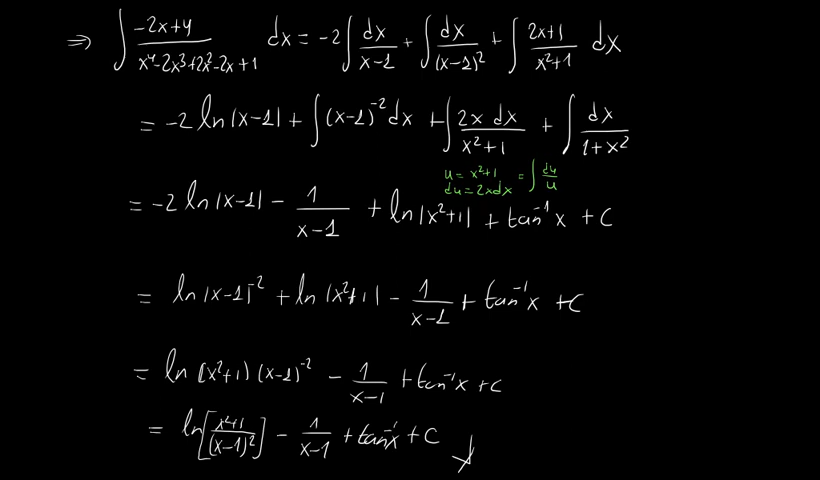 ⇒ ∫ (-2x+4)/(x⁴-2x³+2x²-2x+1) dx = -2∫ dx/(x-1) + ∫ dx/(x-1)² + ∫ (2x+1)/(x²+1) dx
= -2 ln|x-1| + ∫ (x-1)⁻² dx + ∫ (2x dx)/(x²+1) + ∫ dx/(1+x²)
u = x²+1 = ∫ du/u
du = 2x dx
= -2 ln|x-1| - 1/(x-1) + ln|x²+1| + tan⁻¹x + C
= ln|x-1|⁻² + ln|x²+1| - 1/(x-1) + tan⁻¹x + C
= ln (x²+1) (x-1)⁻² - 1/(x-1) + tan⁻¹x + C
= ln[(x²+1)/(x-1)²] - 1/(x-1) + tan⁻¹x + C